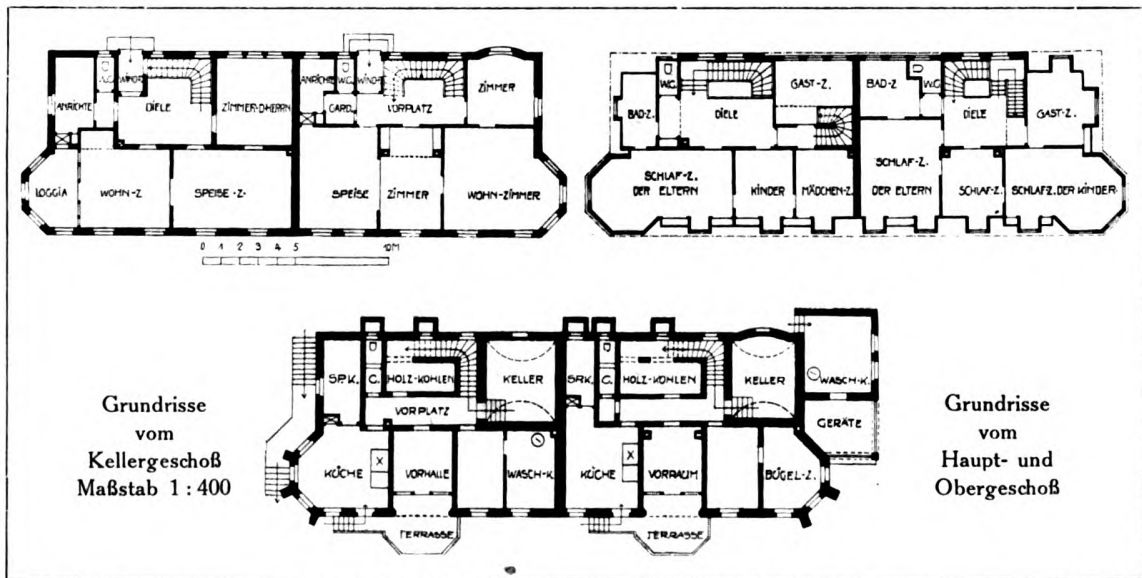 W.C.
WINDF.
ANRICHTE
DIELE
ZIMMER·D·HERRN
LOGGIA
WOHN-Z.
SPEISE-Z.
ANRICHTE
W.C.
WINDF.
GARD.
VORPLATZ
ZIMMER
SPEISE
ZIMMER
WOHN-ZIMMER
0 1 2 3 4 5 10M
BAD-Z.
W.C.
DIELE
GAST-Z.
SCHLAF-Z.
DER ELTERN
KINDER
MÄDCHEN-Z.
BAD-Z
W.C.
DIELE
GAST-Z.
SCHLAF-Z.
DER ELTERN
SCHLAF-Z.
SCHLAF-Z. DER KINDER
Grundrisse
vom
Kellergeschoß
Maßstab 1 : 400
SP.K.
C.
HOLZ-KOHLEN
VORPLATZ
KELLER
KÜCHE
X
VORHALLE
WASCH-K.
TERRASSE
SP.K.
C.
HOLZ-KOHLEN
KELLER
WASCH-K.
GERÄTE
KÜCHE
X
VORRAUM
BÜGEL-Z.
TERRASSE
Grundrisse
vom
Haupt- und
Obergeschoß